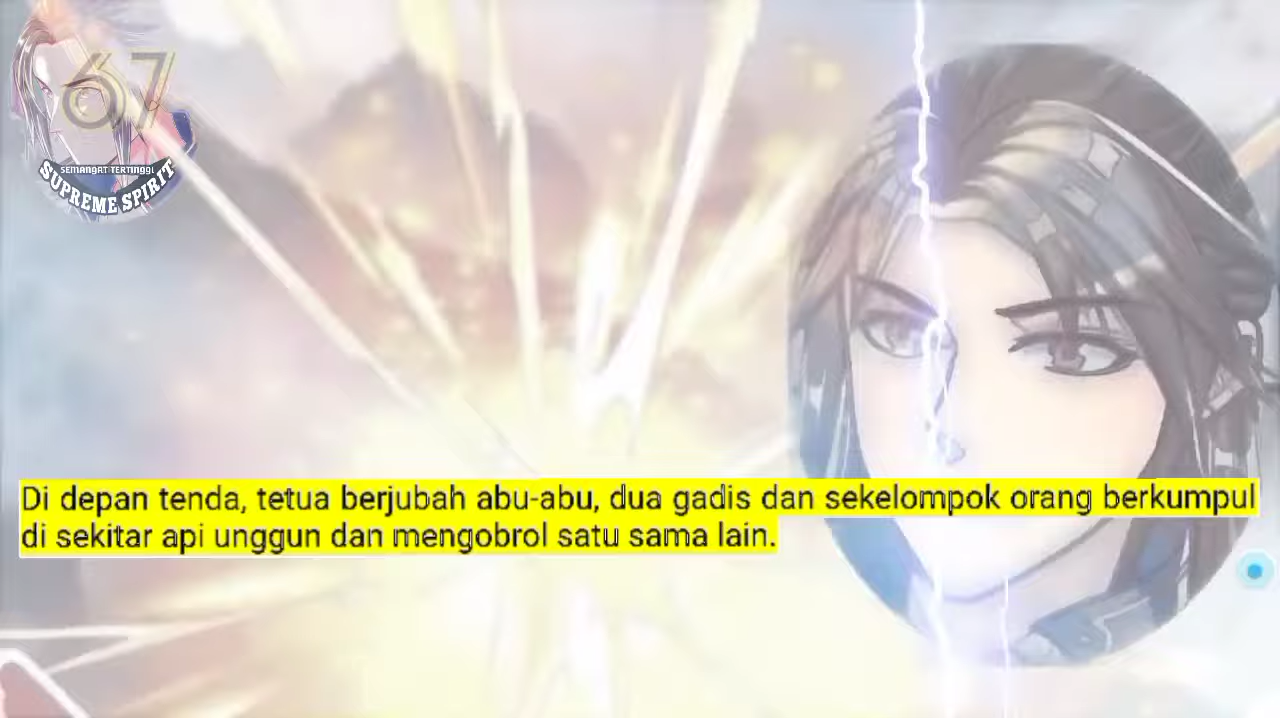 67
SEMANGAT TERTINGGI
SUPREME SPIRIT
Di depan tenda, tetua berjubah abu-abu, dua gadis dan sekelompok orang berkumpul
di sekitar api unggun dan mengobrol satu sama lain.